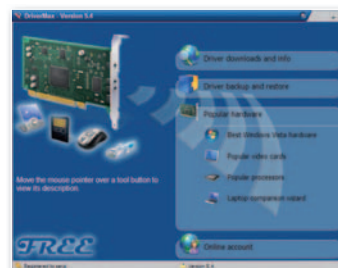 DriverMax - Version 5.4
Driver downloads and info
Driver backup and restore
Popular hardware
Best Windows Vista hardware
Popular video cards
Popular processors
Laptop comparison wizard
Move the mouse pointer over a tool button to
view its description.
FREE
Online account
Version 5.4